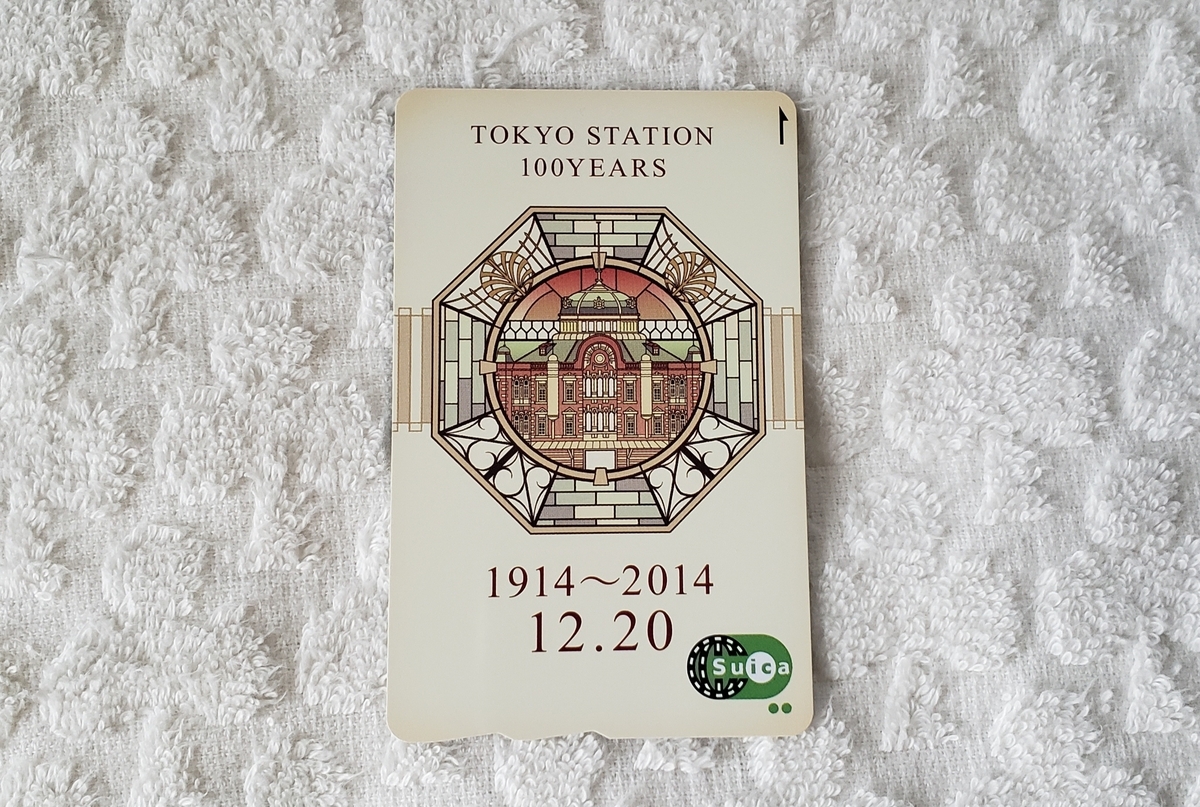 TOKYO STATION
100YEARS
1914～2014
12.20
Suica